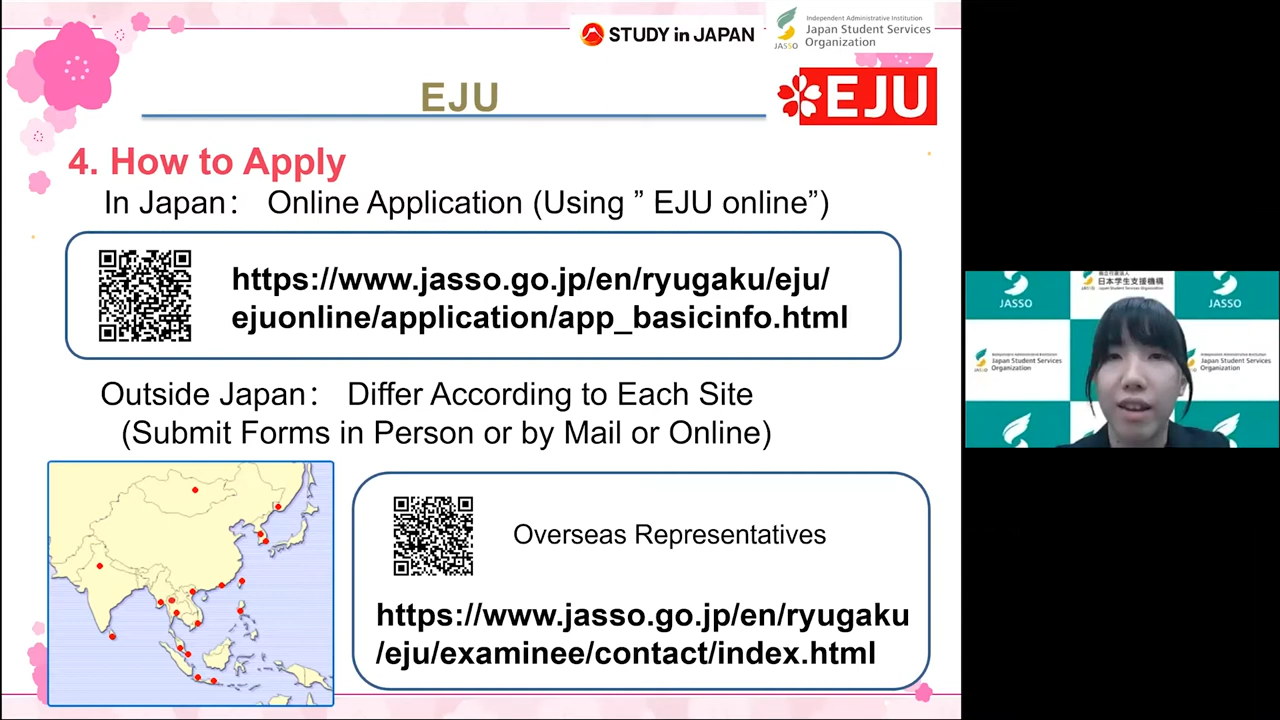 STUDY in JAPAN
Independent Administrative Institution
Japan Student Services
Organization
JASSO
EJU
EJU
4. How to Apply
In Japan： Online Application (Using ” EJU online”)
https://www.jasso.go.jp/en/ryugaku/eju/
ejuonline/application/app_basicinfo.html
Outside Japan： Differ According to Each Site
(Submit Forms in Person or by Mail or Online)
Overseas Representatives
https://www.jasso.go.jp/en/ryugaku
/eju/examinee/contact/index.html
JASSO
日本学生支援機構
JASSO
Japan Student Services
Organization
Japan Student Services
Organization